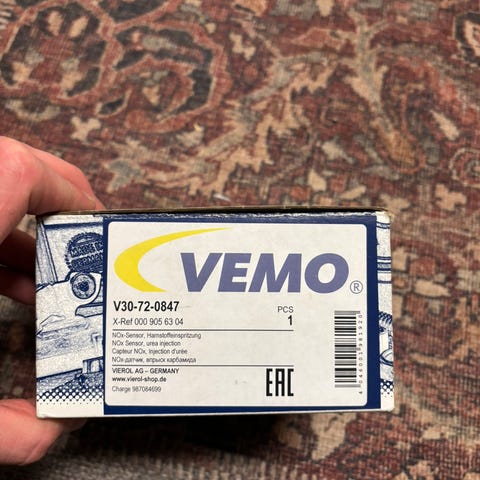 VEMO®
V30-72-0847
X-Ref 000 905 63 04
PCS
1
NOx-Sensor, Harnstoffeinspritzung
NOx Sensor, urea injection
Capteur NOx, Injection d'urée
NOx-датчик, впрыск карбамида
VIEROL AG – GERMANY
www.vierol-shop.de
Charge 987084699
EAC